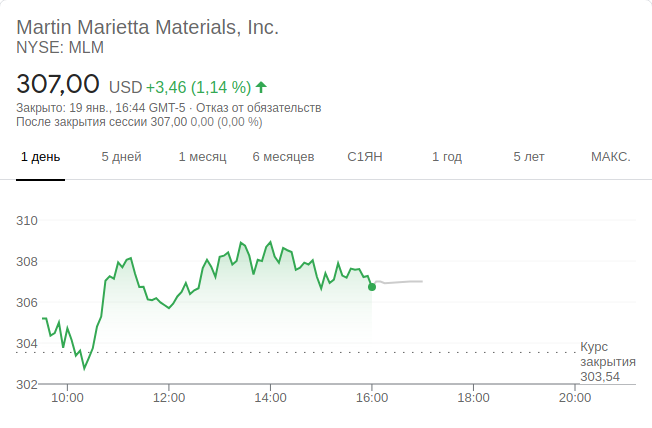 Martin Marietta Materials, Inc.
NYSE: MLM
307,00 USD +3,46 (1,14 %)
Закрыто: 19 янв., 16:44 GMT-5 · Отказ от обязательств
После закрытия сессии 307,00 0,00 (0,00 %)
1 день 5 дней 1 месяц 6 месяцев С1ЯН 1 год 5 лет МАКС.
310
308
306
304
302
Курс
закрытия
303,54
10:00 12:00 14:00 16:00 18:00 20:00